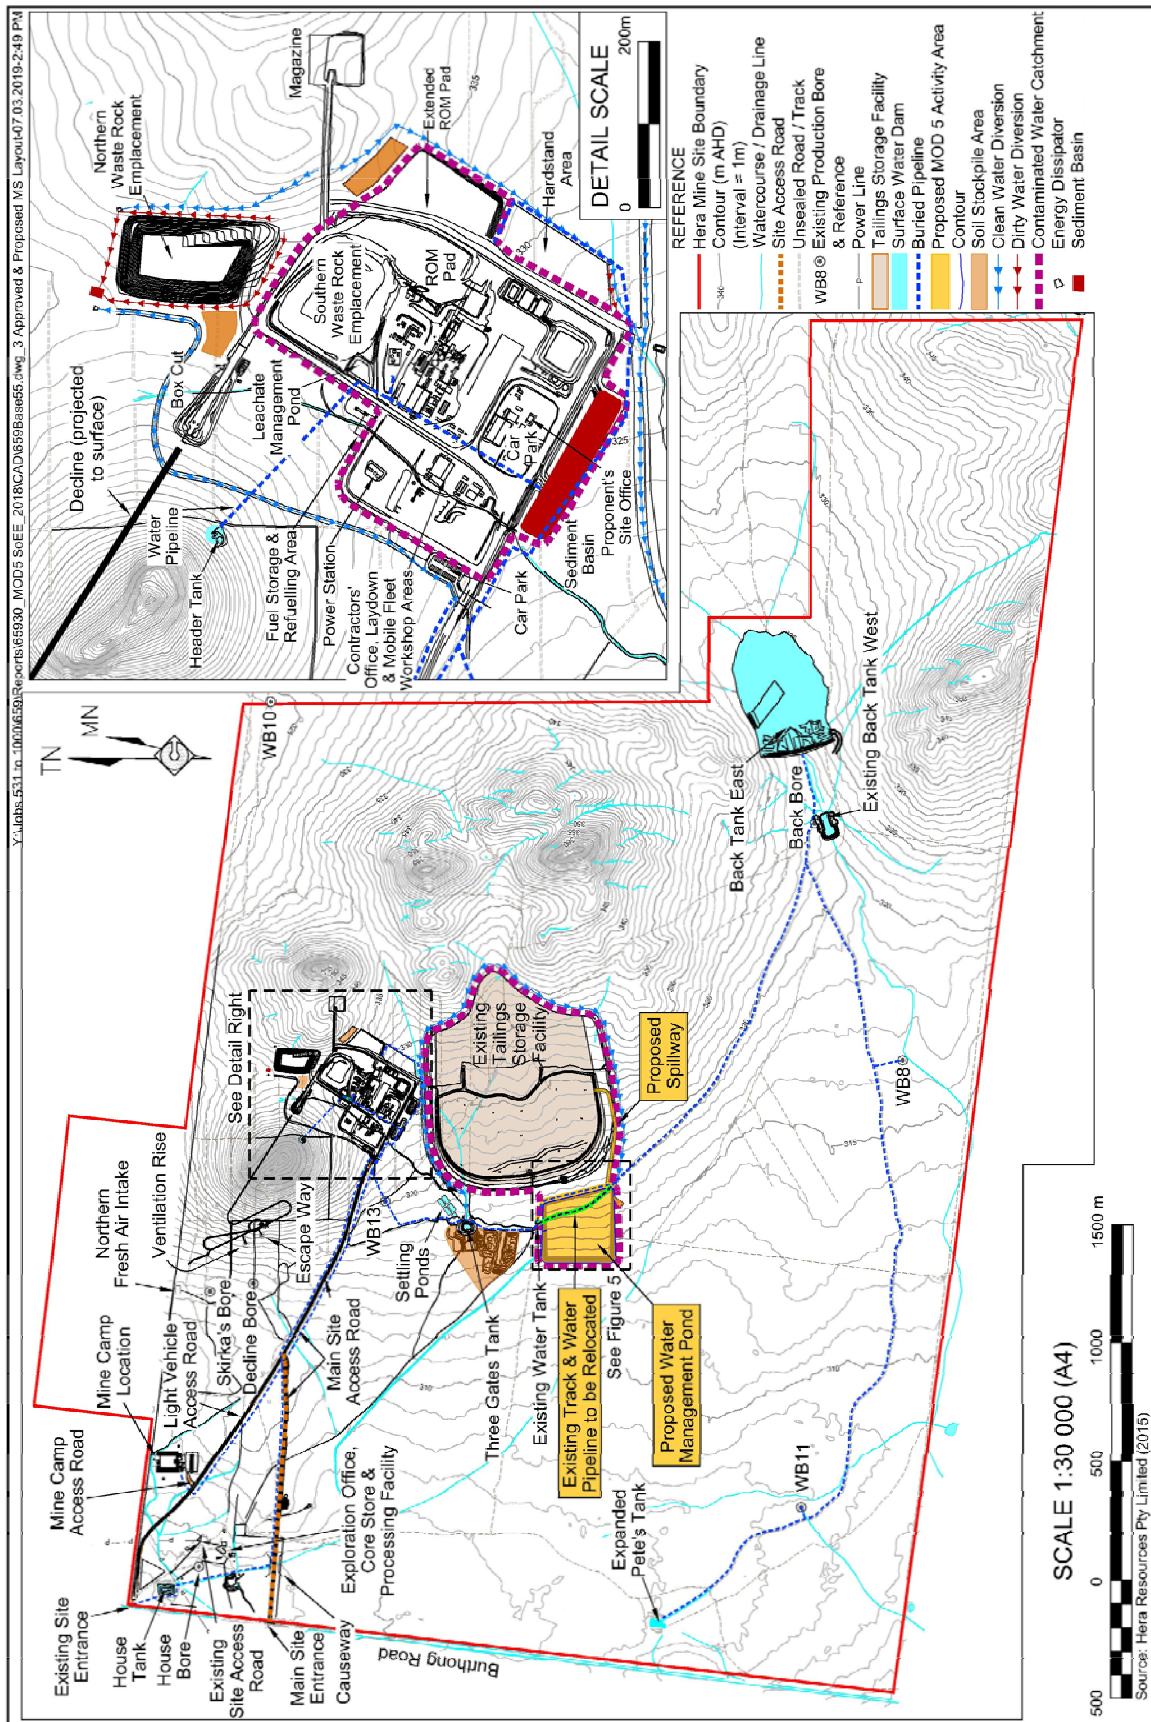 Y:\Jobs 531 to 1000\659\Reports\65930_MOD5 SoEE_2018\CAD\659Base55.dwg_3 Approved & Proposed MS Layout-07.03.2019-2:49 PM
TN
MN
Existing Site
Entrance
House
Tank
House
Bore
Existing
Site Access
Road
Main Site
Entrance
Causeway
Burthong Road
Mine Camp
Access Road
Mine Camp
Location
Light Vehicle
Access Road
Northern
Fresh Air Intake
Ventilation Rise
Skirka's Bore
Decline Bore
Escape Way
Main Site
Access Road
Exploration Office,
Core Store &
Processing Facility
See Detail Right
WB13
WB10
Settling
Ponds
Three Gates Tank
Existing Water Tank
See Figure 5
Existing
Tailings
Storage
Facility
Proposed
Spillway
Existing Track & Water
Pipeline to be Relocated
Proposed Water
Management Pond
Expanded
Pete's Tank
WB11
WB8
Back Tank East
Back Bore
Existing Back Tank West
310
315
320
Decline (projected
to surface)
Box Cut
Northern
Waste Rock
Emplacement
Magazine
Water
Pipeline
Header Tank
Leachate
Management
Pond
Southern
Waste Rock
Emplacement
ROM
Pad
Extended
ROM Pad
Hardstand
Area
335
330
325
Fuel Storage &
Refuelling Area
Power Station
Contractors'
Office, Laydown
& Mobile Fleet
Workshop Areas
Car
Park
Car Park
Sediment
Basin
Proponent's
Site Office
DETAIL SCALE
0
200m
REFERENCE
Hera Mine Site Boundary
340
Contour (m AHD)
(Interval = 1m)
Watercourse / Drainage Line
Site Access Road
Unsealed Road / Track
WB8
Existing Production Bore
& Reference
P
Power Line
Tailings Storage Facility
Surface Water Dam
Buried Pipeline
Proposed MOD 5 Activity Area
Contour
Soil Stockpile Area
Clean Water Diversion
Dirty Water Diversion
Contaminated Water Catchment
Energy Dissipator
Sediment Basin
SCALE 1:30 000 (A4)
500
0
500
1000
1500 m
Source: Hera Resources Pty Limited (2015)